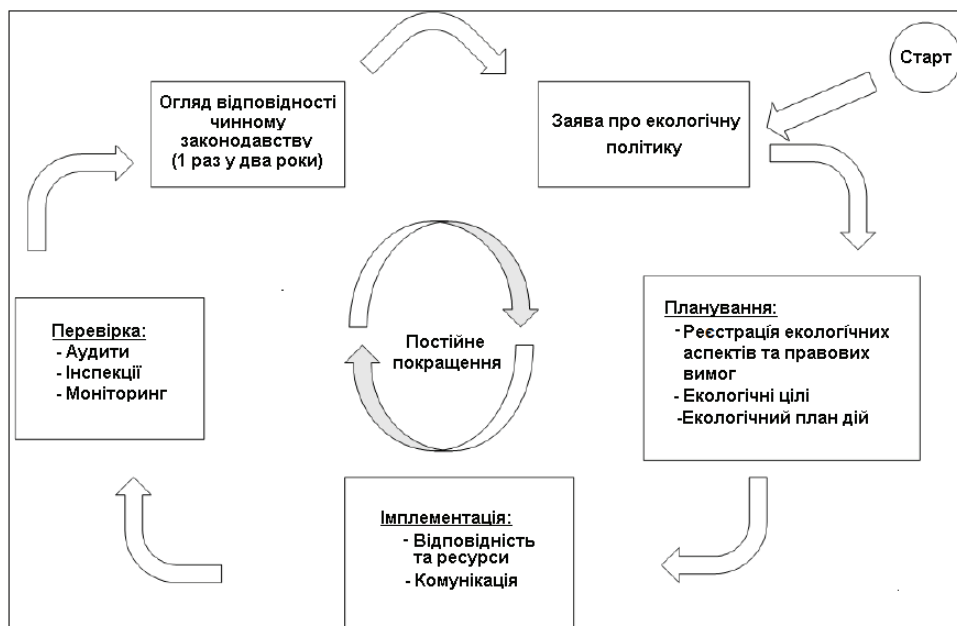 Старт
Огляд відповідності
чинному
законодавству
(1 раз у два роки)
Заява про екологічну
політику
Перевірка:
- Аудити
- Інспекції
- Моніторинг
Постійне
покращення
Планування:
- Реєстрація екологічних
аспектів та правових
вимог
- Екологічні цілі
-Екологічний план дій
Імплементація:
- Відповідність
та ресурси
- Комунікація